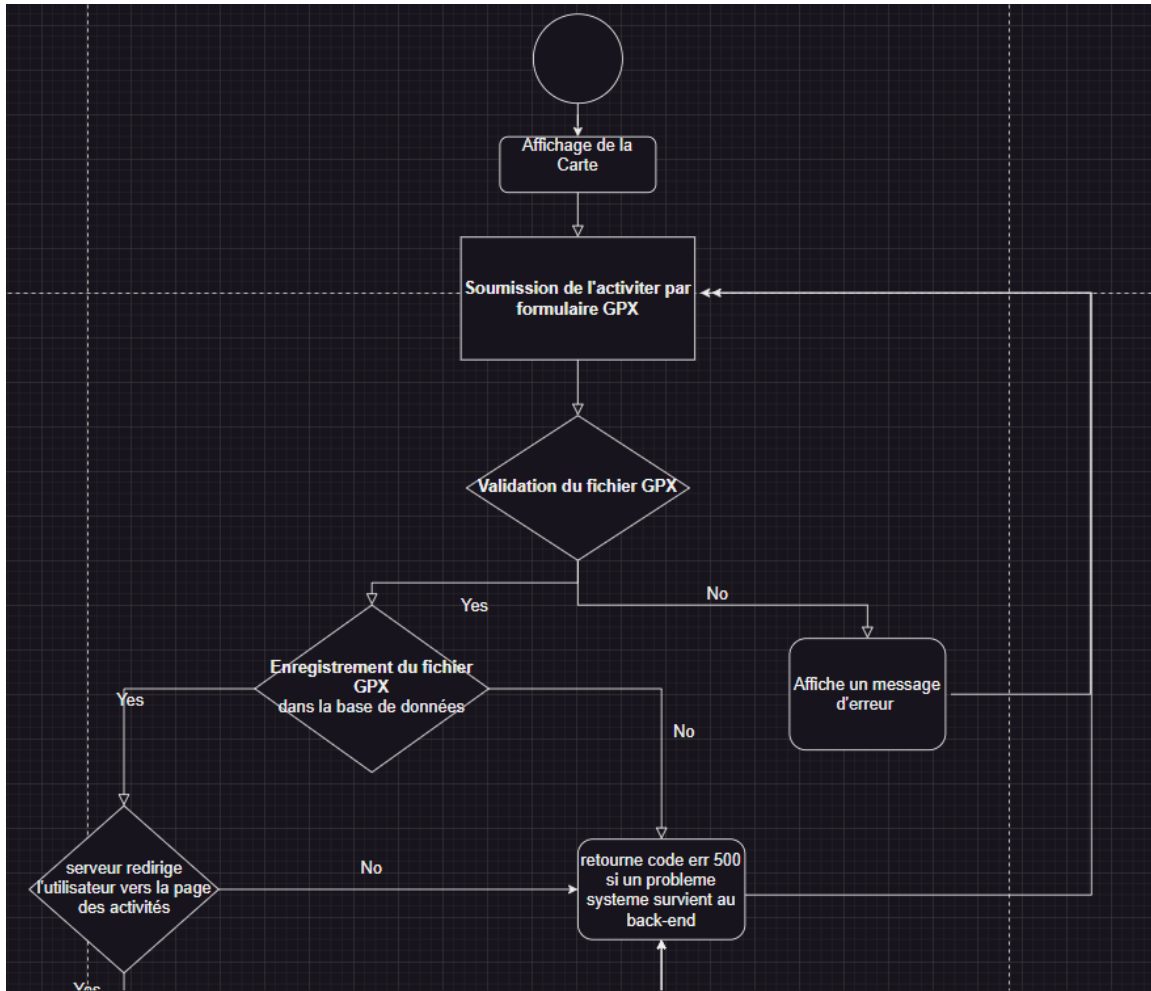 Affichage de la
Carte
Soumission de l'activiter par
formulaire GPX
Validation du fichier GPX
Yes
No
Enregistrement du fichier
GPX
dans la base de données
Yes
No
Affiche un message
d'erreur
serveur redirige
l'utilisateur vers la page
des activités
No
retourne code err 500
si un probleme
systeme survient au
back-end
Yes